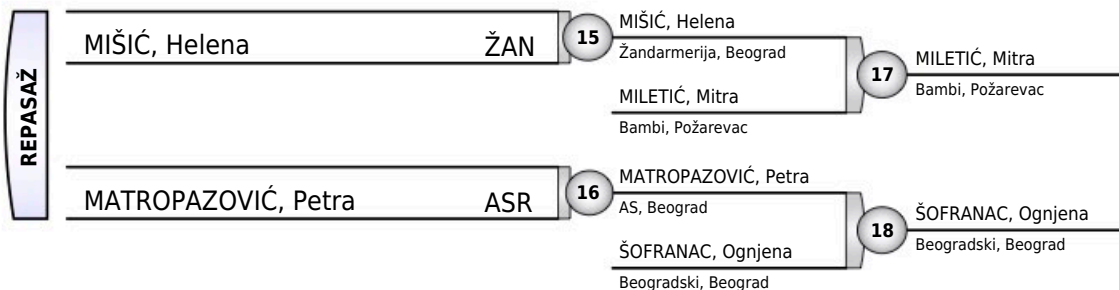 REPASAŽ
MIŠIĆ, Helena ŽAN
15
MIŠIĆ, Helena
Žandarmerija, Beograd
MILETIĆ, Mitra
Bambi, Požarevac
17
MILETIĆ, Mitra
Bambi, Požarevac
MATROPAZOVIĆ, Petra ASR
16
MATROPAZOVIĆ, Petra
AS, Beograd
ŠOFRANAC, Ognjena
Beogradski, Beograd
18
ŠOFRANAC, Ognjena
Beogradski, Beograd